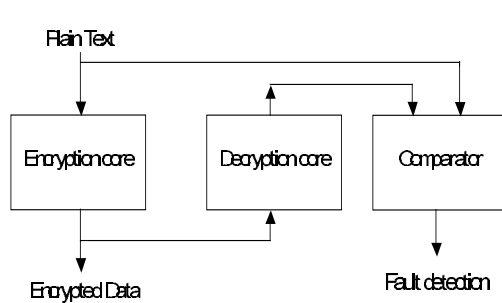 Plain Text
Encryption core
Decryption core
Comparator
Encrypted Data
Fault detection